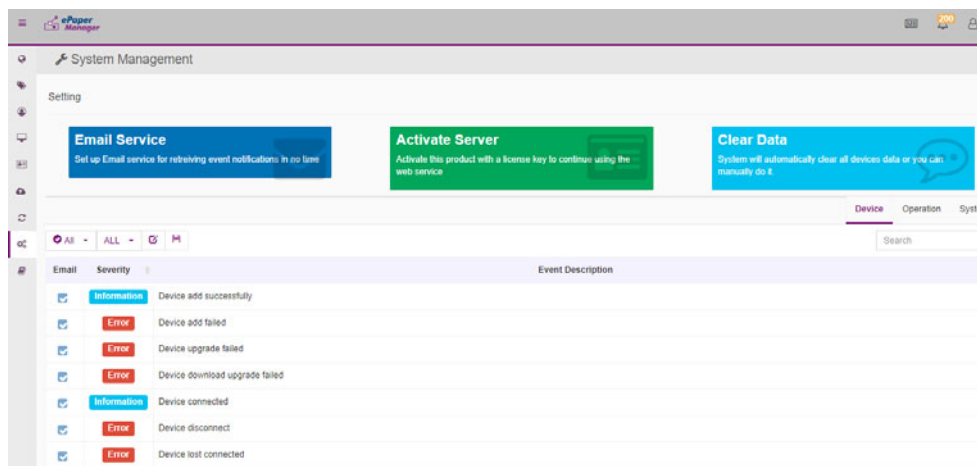 ePaper
Manager
200
System Management
Setting
Email Service
Set up Email service for retreiving event notifications in no time
Activate Server
Activate this product with a license key to continue using the
web service
Clear Data
System will automatically clear all devices data or you can
manually do it
Device Operation Syst
All ALL Search
Email Severity Event Description
Information Device add successfully
Error Device add failed
Error Device upgrade failed
Error Device download upgrade failed
Information Device connected
Error Device disconnect
Error Device lost connected